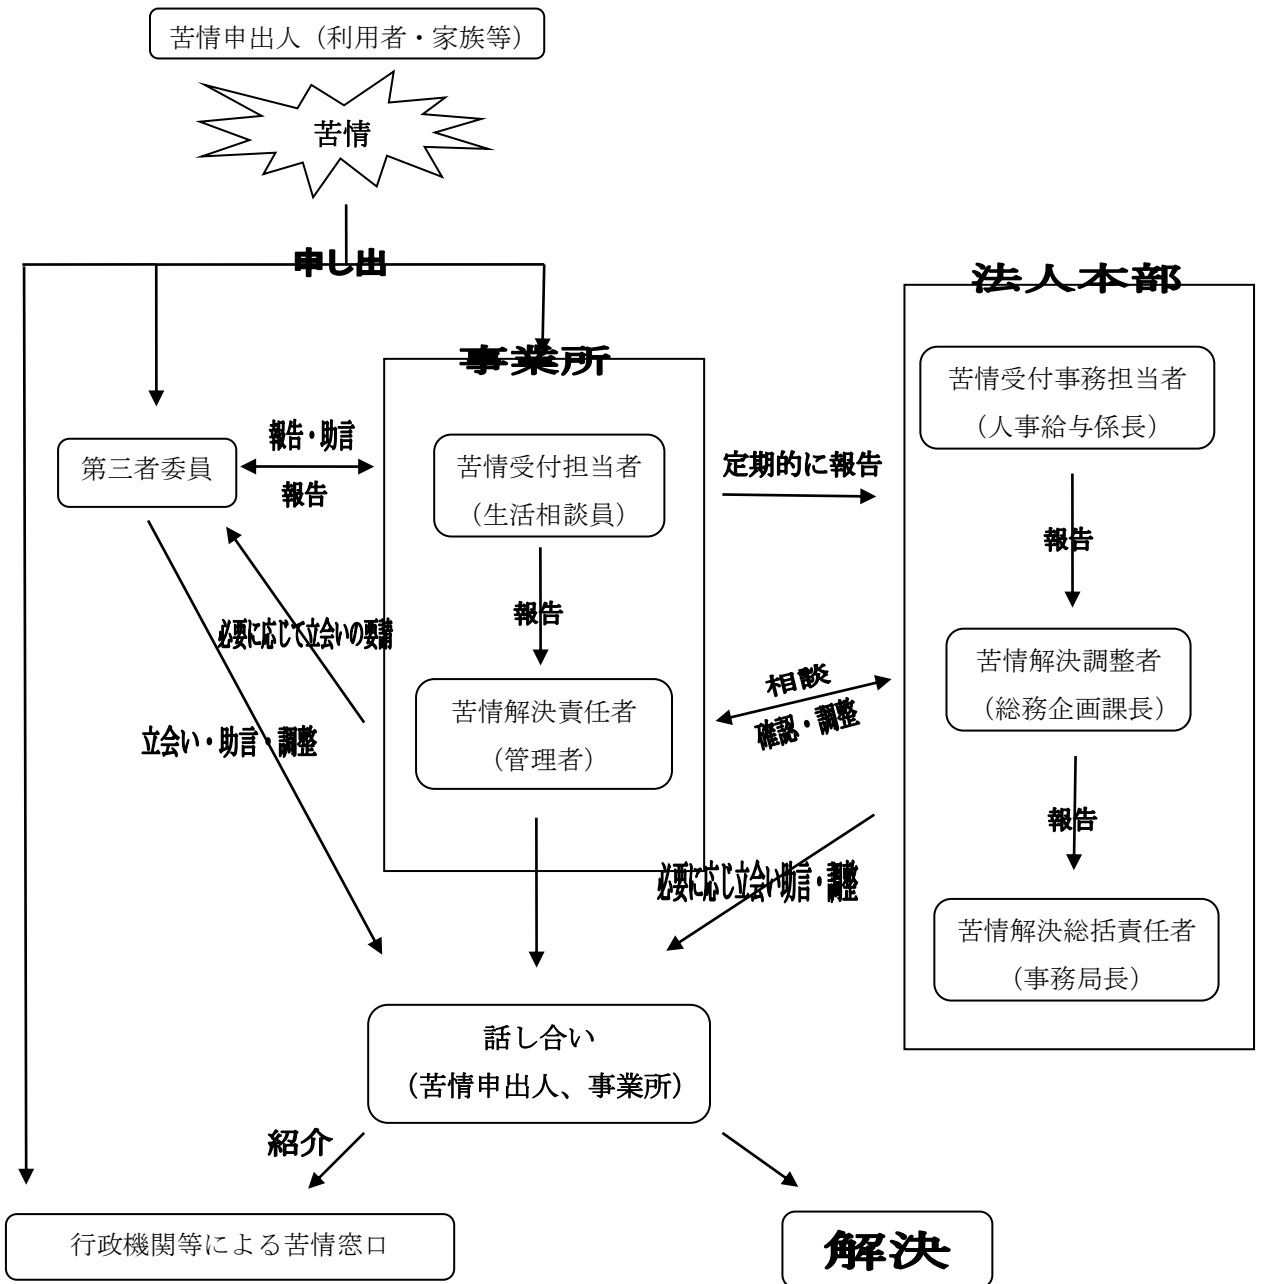 苦情申出人（利用者・家族等）
苦情
申し出
法人本部
事業所
苦情受付事務担当者
（人事給与係長）
報告・助言
第三者委員
報告
苦情受付担当者
（生活相談員）
定期的に報告
報告
報告
必要に応じて立会いの要請
苦情解決調整者
（総務企画課長）
相談
確認・調整
苦情解決責任者
（管理者）
立会い・助言・調整
報告
必要に応じ立会い助言・調整
苦情解決総括責任者
（事務局長）
話し合い
（苦情申出人、事業所）
紹介
行政機関等による苦情窓口
解決